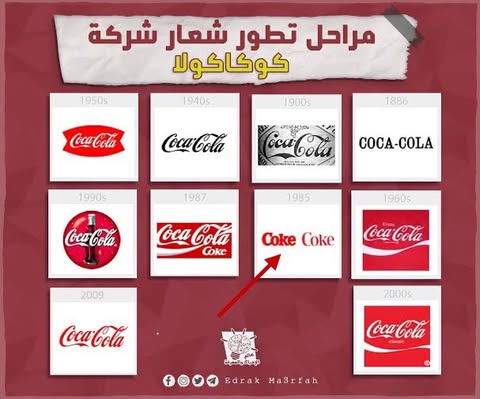 مراحل تطور شعار شركة
كوكاكولا
1886
COCA-COLA
1900s
Coca-Cola
1940s
Coca-Cola
1950s
Coca-Cola
1960s
Enjoy
Coca-Cola
1985
Coke Coke
1987
Coca-Cola
Coke
1990s
Coca-Cola
2000s
Coca-Cola
2009
Coca-Cola
Edrak Ma3rfah